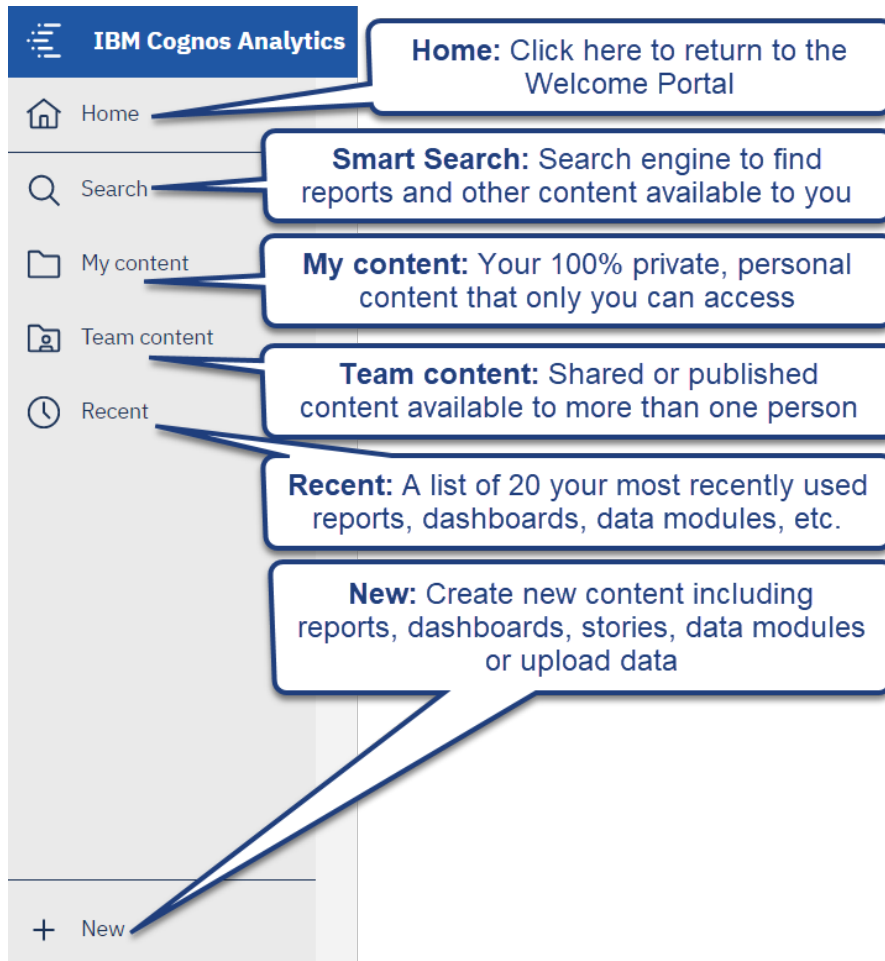 IBM Cognos Analytics
Home: Click here to return to the
Welcome Portal
Home
Smart Search: Search engine to find
reports and other content available to you
Search
My content: Your 100% private, personal
content that only you can access
My content
Team content: Shared or published
content available to more than one person
Team content
Recent: A list of 20 your most recently used
reports, dashboards, data modules, etc.
Recent
New: Create new content including
reports, dashboards, stories, data modules
or upload data
New